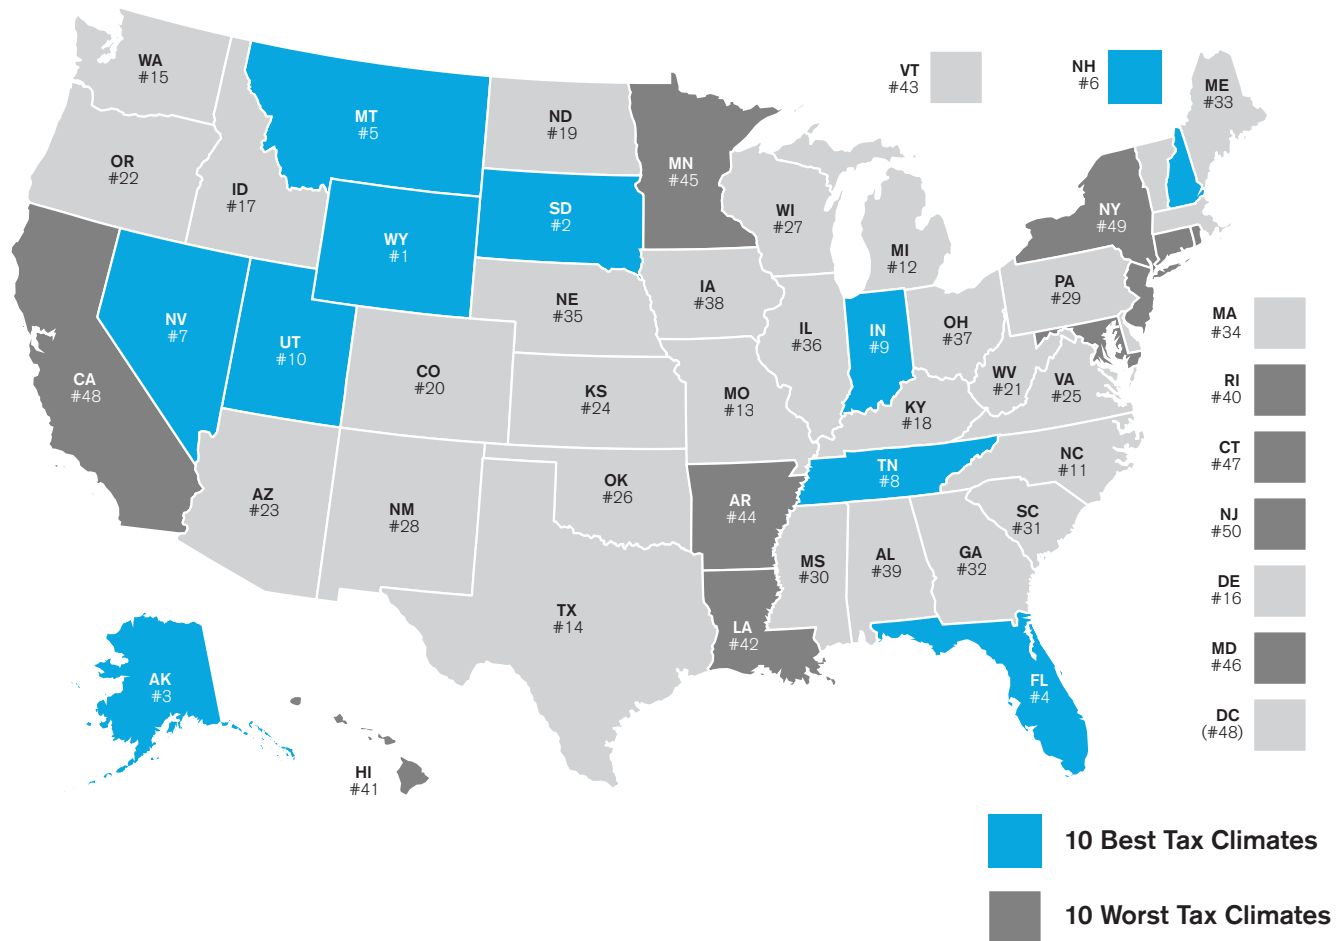 WA
#15
MT
#5
ND
#19
MN
#45
VT
#43
NH
#6
ME
#33
OR
#22
ID
#17
WY
#1
SD
#2
WI
#27
MI
#12
NY
#49
CA
#48
NV
#7
UT
#10
CO
#20
NE
#35
IA
#38
IL
#36
IN
#9
OH
#37
PA
#29
WV
#21
VA
#25
KS
#24
MO
#13
KY
#18
NC
#11
TN
#8
SC
#31
AZ
#23
NM
#28
OK
#26
AR
#44
MS
#30
AL
#39
GA
#32
TX
#14
LA
#42
FL
#4
AK
#3
HI
#41
MA
#34
RI
#40
CT
#47
NJ
#50
DE
#16
MD
#46
DC
(#48)
10 Best Tax Climates
10 Worst Tax Climates